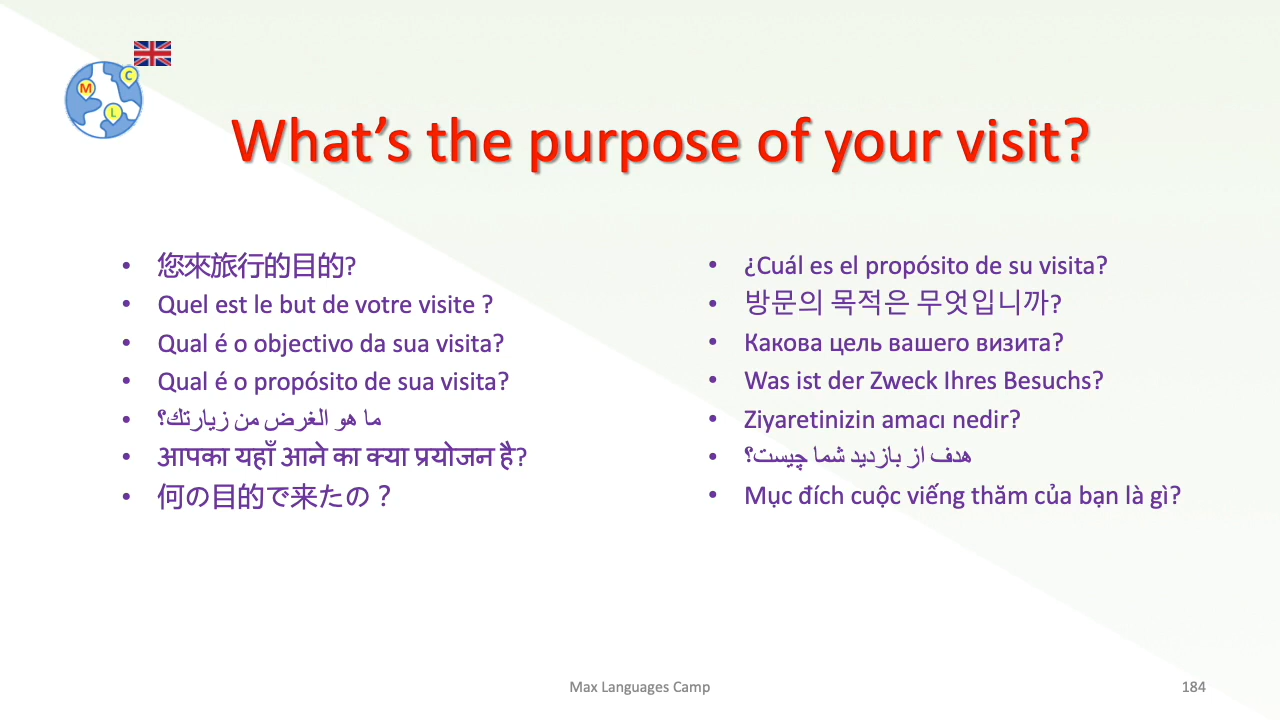 C
M
L
What’s the purpose of your visit?
• 您來旅行的目的?
• Quel est le but de votre visite ?
• Qual é o objectivo da sua visita?
• Qual é o propósito de sua visita?
• ما هو الغرض من زيارتك؟
• आपका यहाँ आने का क्या प्रयोजन है?
• 何の目的で来たの？
• ¿Cuál es el propósito de su visita?
• 방문의 목적은 무엇입니까?
• Какова цель вашего визита?
• Was ist der Zweck Ihres Besuchs?
• Ziyaretinizin amacı nedir?
• هدف از بازدید شما چیست؟
• Mục đích cuộc viếng thăm của bạn là gì?
Max Languages Camp
184